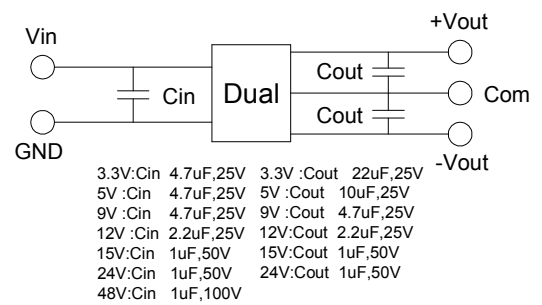 +Vout
Vin
Cout
Cin
Dual
Com
Cout
GND
-Vout
3.3V:Cin 4.7uF,25V 3.3V :Cout 22uF,25V
5V :Cin 4.7uF,25V 5V :Cout 10uF,25V
9V :Cin 4.7uF,25V 9V :Cout 4.7uF,25V
12V :Cin 2.2uF,25V 12V:Cout 2.2uF,25V
15V:Cin 1uF,50V 15V:Cout 1uF,50V
24V:Cin 1uF,50V 24V:Cout 1uF,50V
48V:Cin 1uF,100V